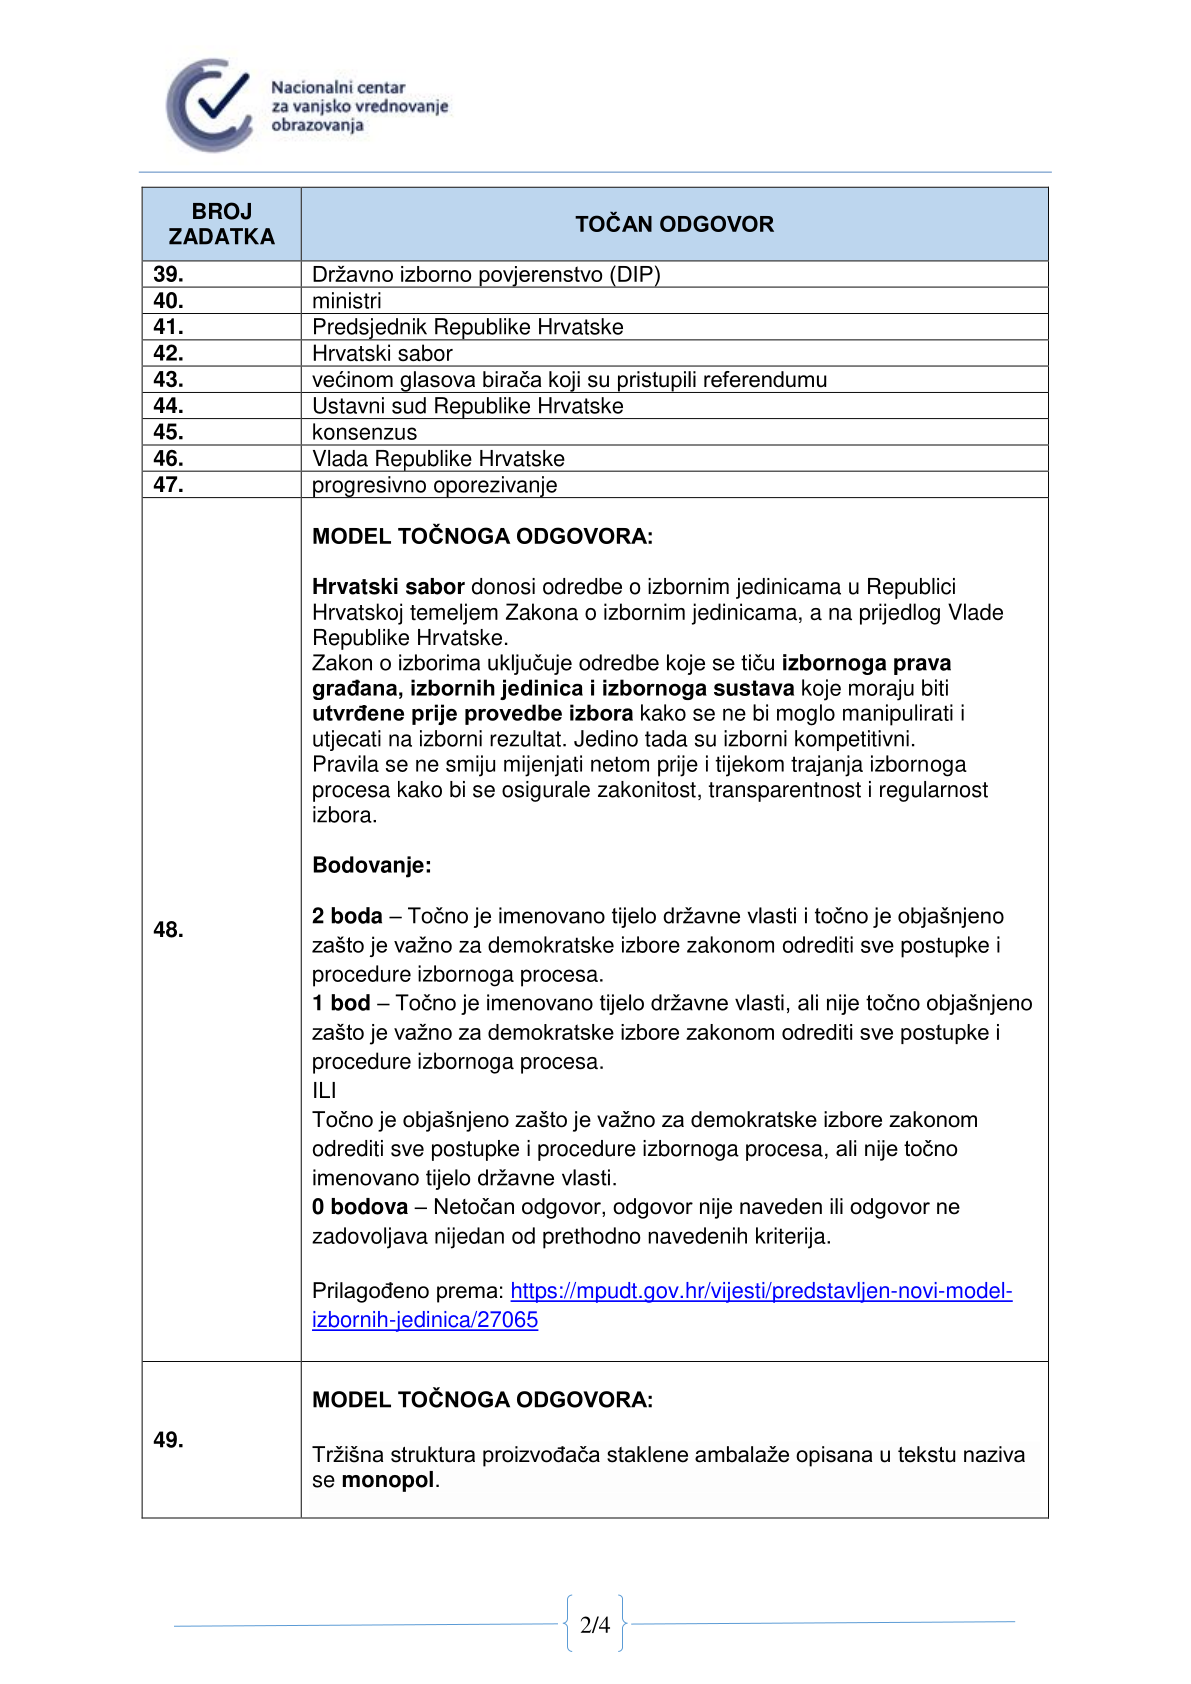 Nacionalni centar
za vanjsko vrednovanje
obrazovanja
BROJ
ZADATKA
TOČAN ODGOVOR
39. Državno izborno povjerenstvo (DIP)
40. ministri
41. Predsjednik Republike Hrvatske
42. Hrvatski sabor
43. većinom glasova birača koji su pristupili referendumu
44. Ustavni sud Republike Hrvatske
45. konsenzus
46. Vlada Republike Hrvatske
47. progresivno oporezivanje
48.
MODEL TOČNOGA ODGOVORA:
Hrvatski sabor donosi odredbe o izbornim jedinicama u Republici
Hrvatskoj temeljem Zakona o izbornim jedinicama, a na prijedlog Vlade
Republike Hrvatske.
Zakon o izborima uključuje odredbe koje se tiču izbornoga prava
građana, izbornih jedinica i izbornoga sustava koje moraju biti
utvrđene prije provedbe izbora kako se ne bi moglo manipulirati i
utjecati na izborni rezultat. Jedino tada su izborni kompetitivni.
Pravila se ne smiju mijenjati netom prije i tijekom trajanja izbornoga
procesa kako bi se osigurale zakonitost, transparentnost i regularnost
izbora.
Bodovanje:
2 boda – Točno je imenovano tijelo državne vlasti i točno je objašnjeno
zašto je važno za demokratske izbore zakonom odrediti sve postupke i
procedure izbornoga procesa.
1 bod – Točno je imenovano tijelo državne vlasti, ali nije točno objašnjeno
zašto je važno za demokratske izbore zakonom odrediti sve postupke i
procedure izbornoga procesa.
ILI
Točno je objašnjeno zašto je važno za demokratske izbore zakonom
odrediti sve postupke i procedure izbornoga procesa, ali nije točno
imenovano tijelo državne vlasti.
0 bodova – Netočan odgovor, odgovor nije naveden ili odgovor ne
zadovoljava nijedan od prethodno navedenih kriterija.
Prilagođeno prema: https://mpudt.gov.hr/vijesti/predstavljen-novi-model-
izbornih-jedinica/27065
49.
MODEL TOČNOGA ODGOVORA:
Tržišna struktura proizvođača staklene ambalaže opisana u tekstu naziva
se monopol.
2/4